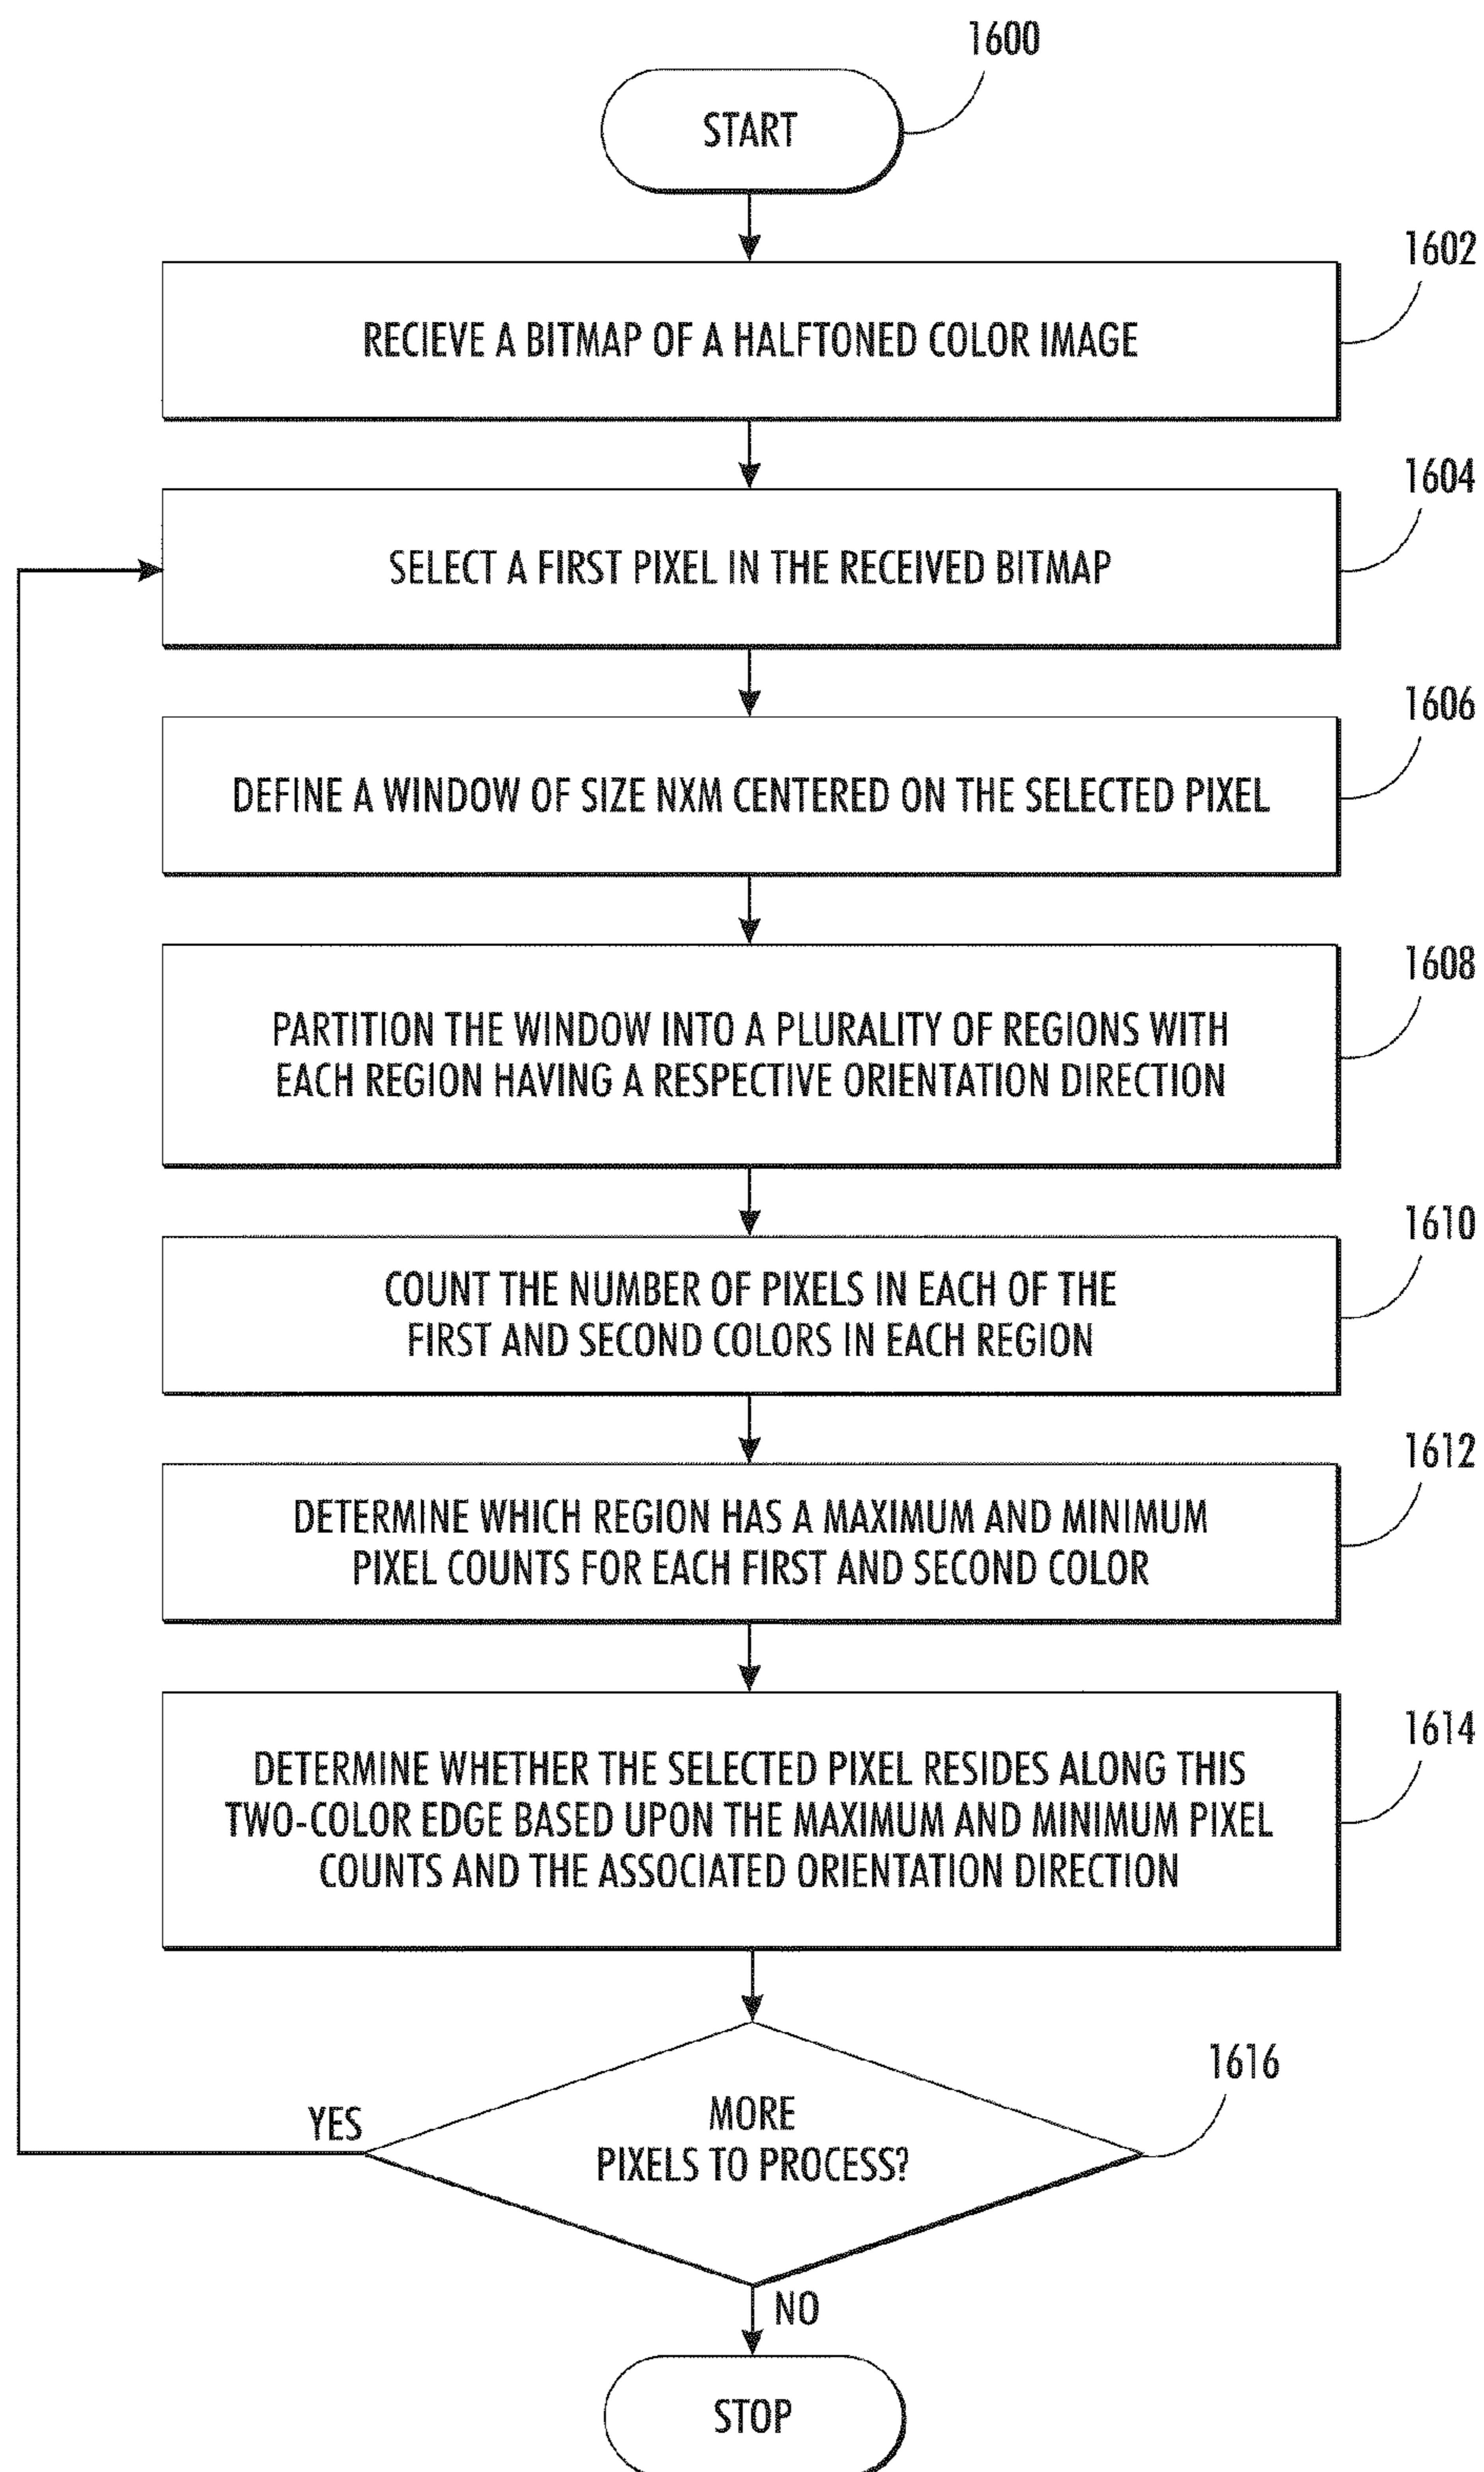 1600
START
1602
RECIEVE A BITMAP OF A HALFTONED COLOR IMAGE
1604
SELECT A FIRST PIXEL IN THE RECEIVED BITMAP
1606
DEFINE A WINDOW OF SIZE NXM CENTERED ON THE SELECTED PIXEL
1608
PARTITION THE WINDOW INTO A PLURALITY OF REGIONS WITH
EACH REGION HAVING A RESPECTIVE ORIENTATION DIRECTION
1610
COUNT THE NUMBER OF PIXELS IN EACH OF THE
FIRST AND SECOND COLORS IN EACH REGION
1612
DETERMINE WHICH REGION HAS A MAXIMUM AND MINIMUM
PIXEL COUNTS FOR EACH FIRST AND SECOND COLOR
1614
DETERMINE WHETHER THE SELECTED PIXEL RESIDES ALONG THIS
TWO-COLOR EDGE BASED UPON THE MAXIMUM AND MINIMUM PIXEL
COUNTS AND THE ASSOCIATED ORIENTATION DIRECTION
1616
YES
MORE
PIXELS TO PROCESS?
NO
STOP